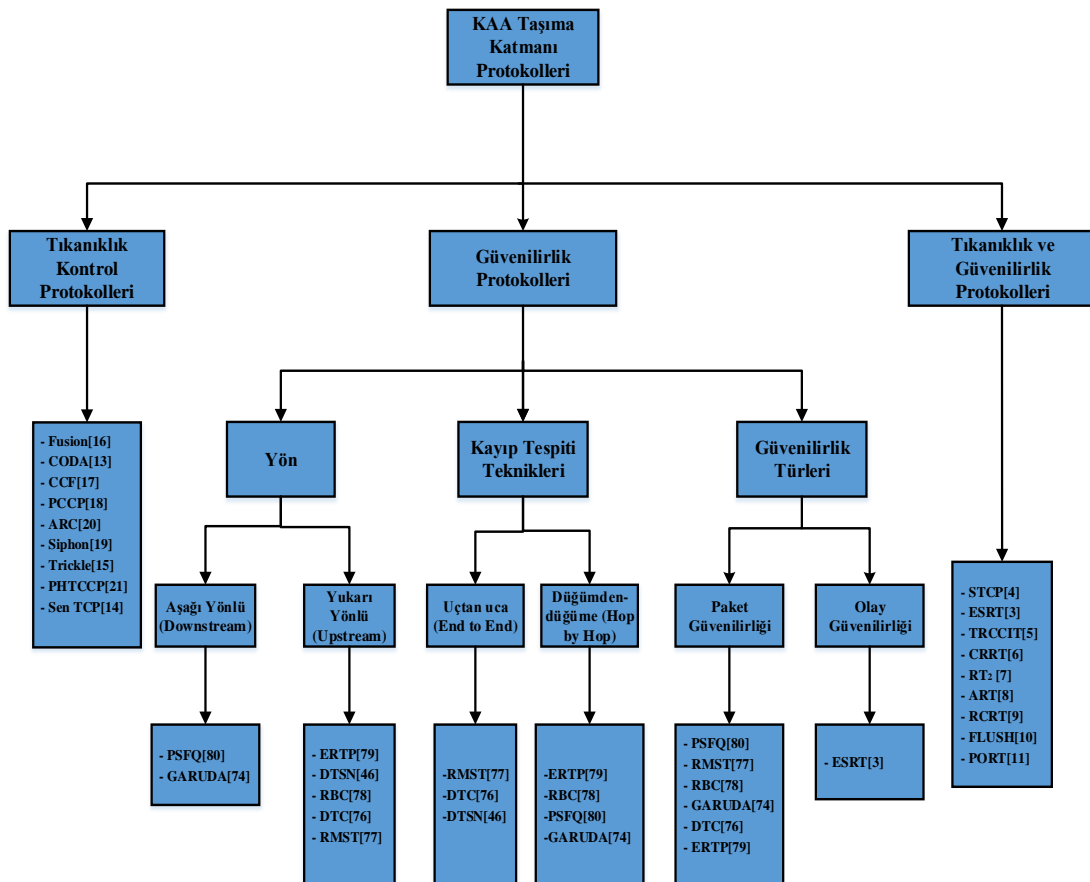 KAA Taşıma
Katmanı
Protokolleri
Tıkanıklık
Kontrol
Protokolleri
Güvenilirlik
Protokolleri
Tıkanıklık ve
Güvenilirlik
Protokolleri
- Fusion[16]
- CODA[13]
- CCF[17]
- PCCP[18]
- ARC[20]
- Siphon[19]
- Trickle[15]
- PHTCCP[21]
- Sen TCP[14]
Yön
Kayıp Tespiti
Teknikleri
Güvenilirlik
Türleri
Aşağı Yönlü
(Downstream)
Yukarı
Yönlü
(Upstream)
Uçtan uca
(End to End)
Düğümden-
düğüme (Hop
by Hop)
Paket
Güvenilirliği
Olay
Güvenilirliği
- STCP[4]
- ESRT[3]
- TRCCIT[5]
- CRRT[6]
- RT2 [7]
- ART[8]
- RCRT[9]
- FLUSH[10]
- PORT[11]
- PSFQ[80]
- GARUDA[74]
- ERTP[79]
- DTSN[46]
- RBC[78]
- DTC[76]
- RMST[77]
-RMST[77]
-DTC[76]
-DTSN[46]
-ERTP[79]
-RBC[78]
-PSFQ[80]
-GARUDA[74]
- PSFQ[80]
- RMST[77]
- RBC[78]
- GARUDA[74]
- DTC[76]
- ERTP[79]
- ESRT[3]